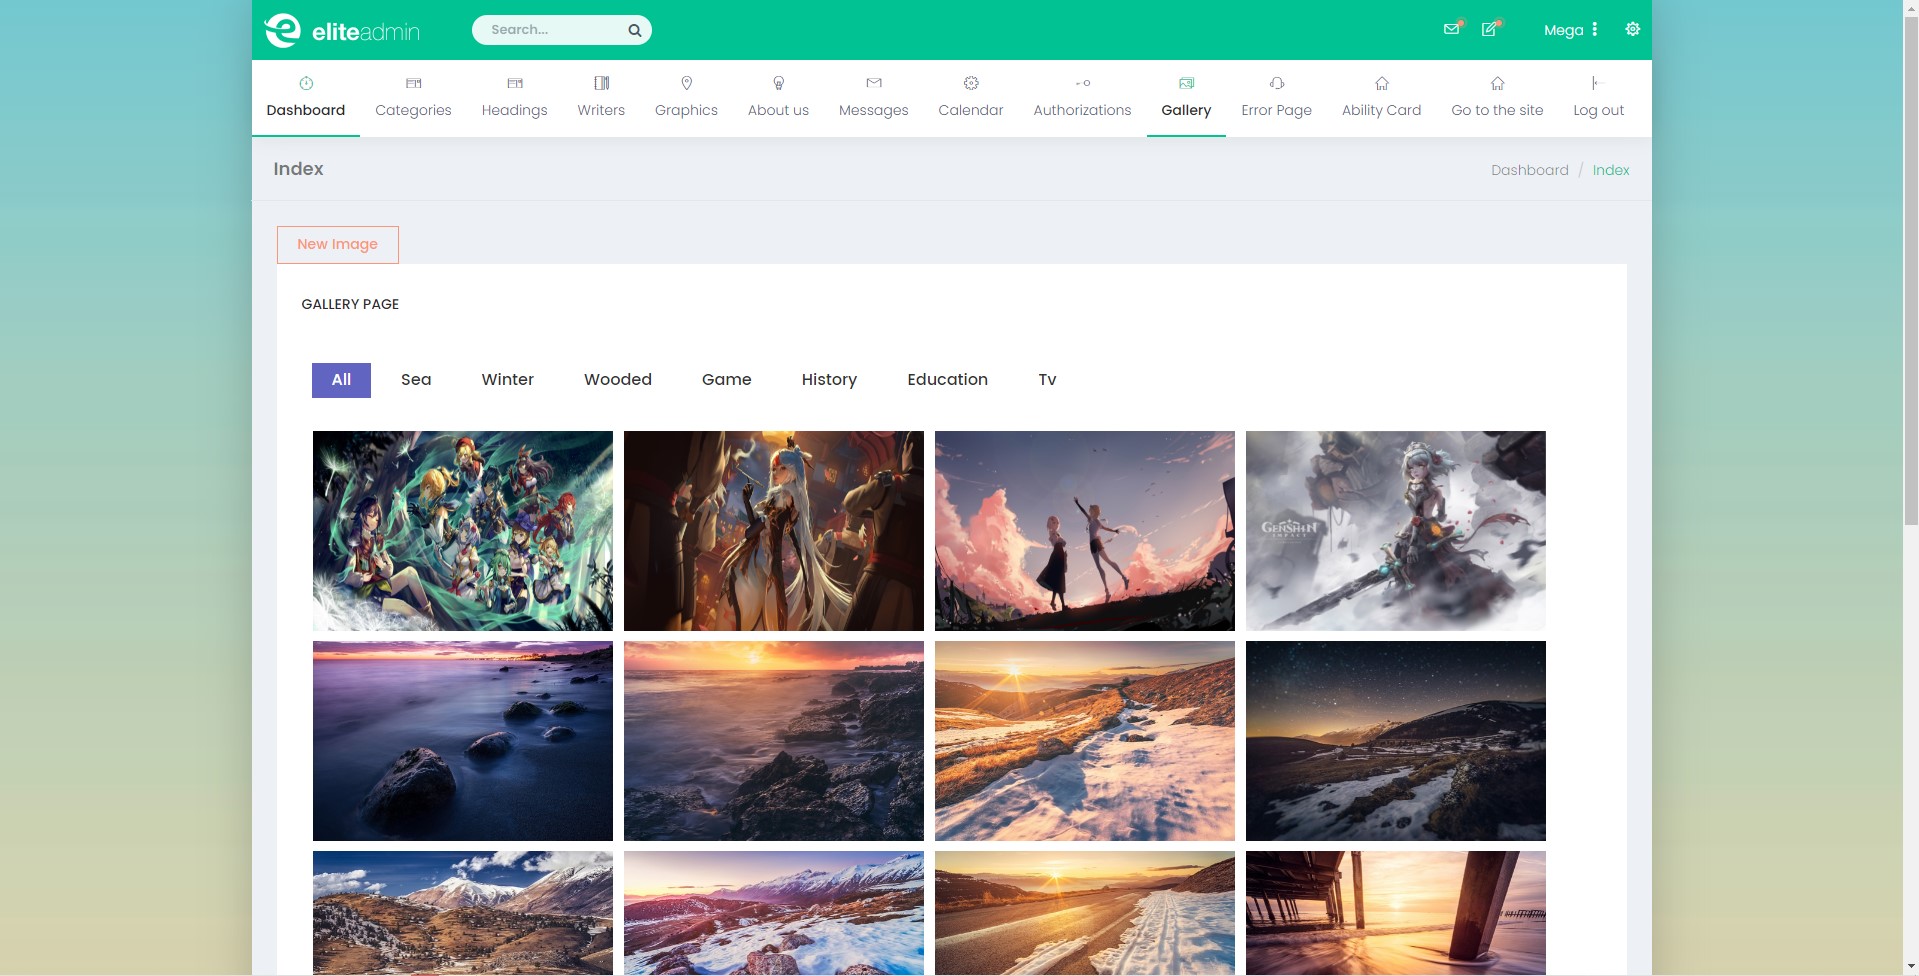 eliteadmin
Search...
Mega
Dashboard
Categories
Headings
Writers
Graphics
About us
Messages
Calendar
Authorizations
Gallery
Error Page
Ability Card
Go to the site
Log out
Index
Dashboard / Index
New Image
GALLERY PAGE
All
Sea
Winter
Wooded
Game
History
Education
Tv
GENSHIN
IMPACT